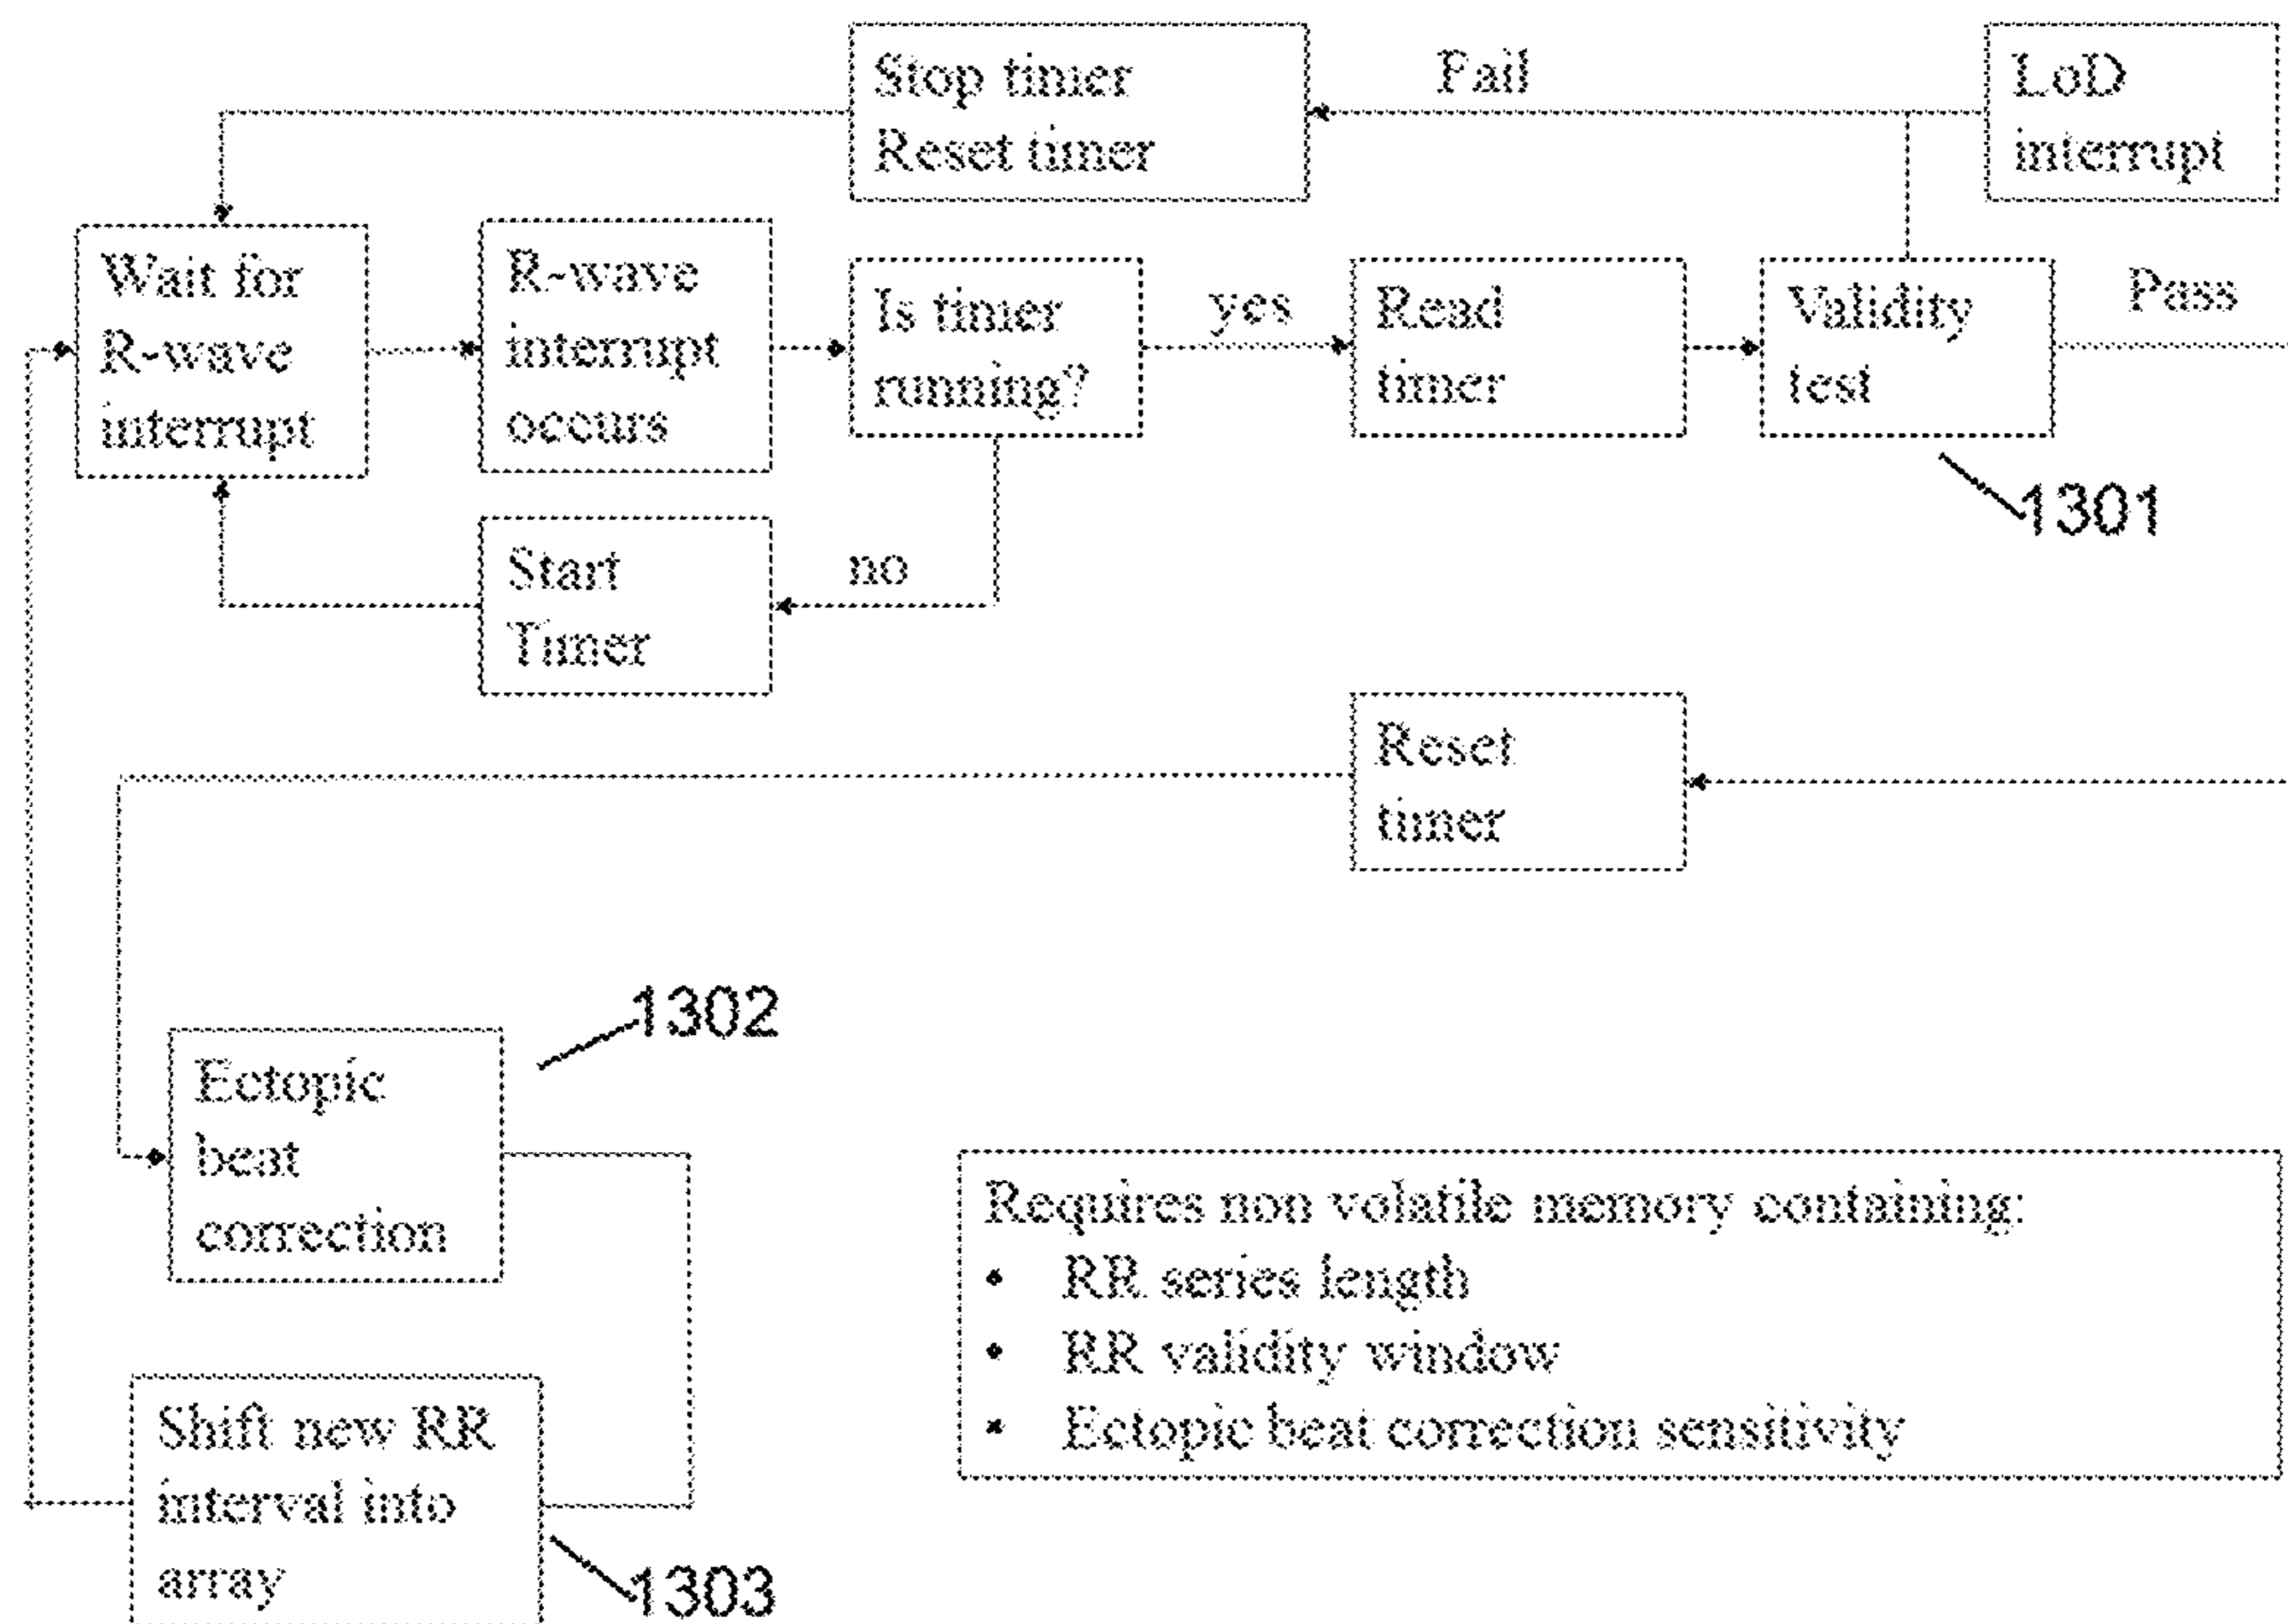 Stop timer
Reset timer
Fail
LoD
interrupt
Wait for
R-wave
interrupt
R-wave
interrupt
occurs
Is timer
running?
yes
Read
timer
Validity
test
Pass
1301
Start
Timer
no
Reset
timer
1302
Ectopic
beat
correction
Requires non volatile memory containing:
• RR series length
• RR validity window
• Ectopic beat correction sensitivity
Shift new RR
interval into
array
1303